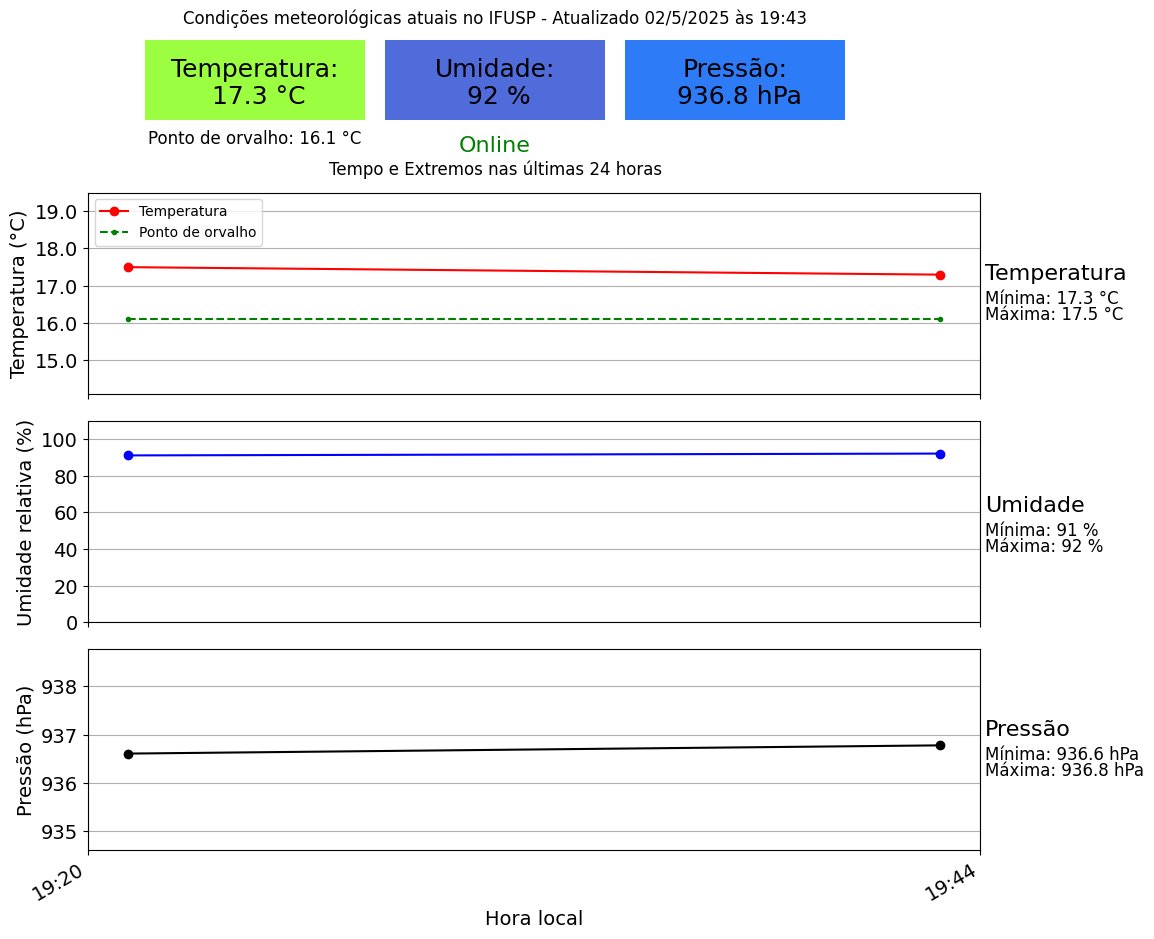 Condições meteorológicas atuais no IFUSP - Atualizado 02/5/2025 às 19:43
Temperatura:
17.3 °C
Umidade:
92 %
Pressão:
936.8 hPa
Ponto de orvalho: 16.1 °C
Online
Tempo e Extremos nas últimas 24 horas
Temperatura (°C)
19.0
18.0
17.0
16.0
15.0
Temperatura
Ponto de orvalho
Temperatura
Mínima: 17.3 °C
Máxima: 17.5 °C
Umidade relativa (%)
100
80
60
40
20
0
Umidade
Mínima: 91 %
Máxima: 92 %
Pressão (hPa)
938
937
936
935
Pressão
Mínima: 936.6 hPa
Máxima: 936.8 hPa
19:20
19:44
Hora local